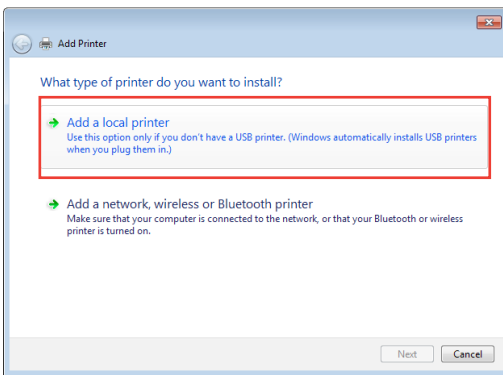 Add Printer
What type of printer do you want to install?
Add a local printer
Use this option only if you don't have a USB printer. (Windows automatically installs USB printers
when you plug them in.)
Add a network, wireless or Bluetooth printer
Make sure that your computer is connected to the network, or that your Bluetooth or wireless
printer is turned on.
Next Cancel